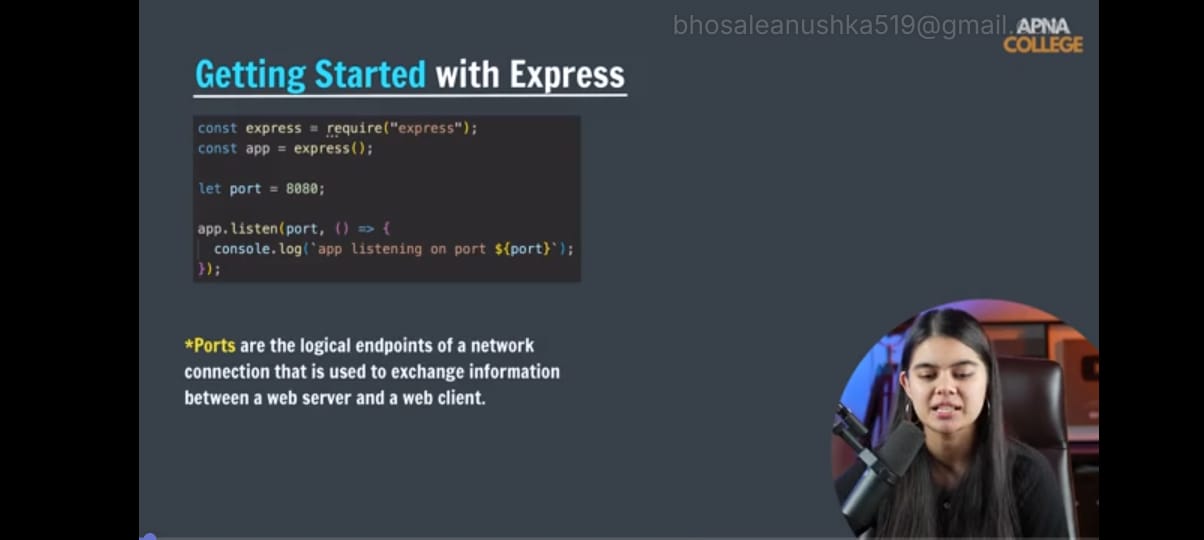 bhosaleanushka519@gmail.
APNA
COLLEGE
Getting Started with Express
const express = require("express");
const app = express();
let port = 8080;
app.listen(port, () => {
console.log(`app listening on port ${port}`);
});
*Ports are the logical endpoints of a network
connection that is used to exchange information
between a web server and a web client.